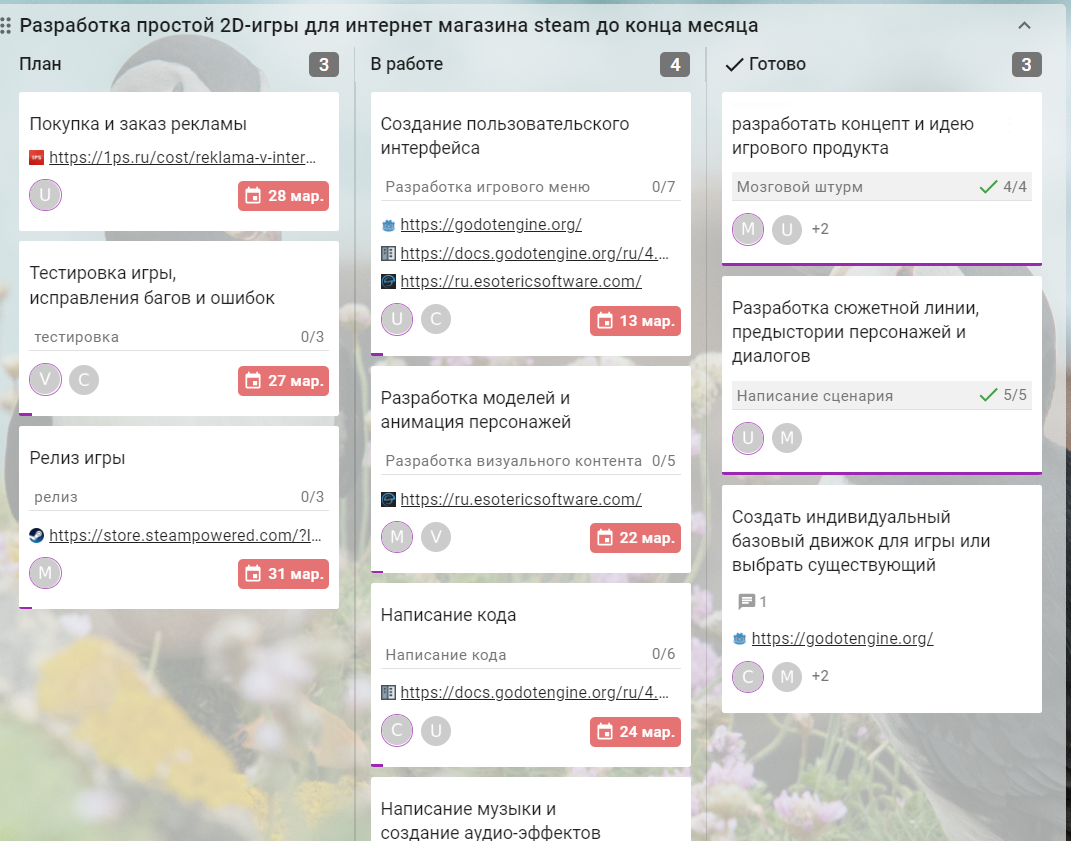 Разработка простой 2D-игры для интернет магазина steam до конца месяца
План
3
Покупка и заказ рекламы
https://1ps.ru/cost/reklama-v-inter...
U
28 мар.
Тестировка игры,
исправления багов и ошибок
тестировка 0/3
V C
27 мар.
Релиз игры
релиз 0/3
https://store.steampowered.com/?l...
M
31 мар.
В работе
4
Создание пользовательского
интерфейса
Разработка игрового меню 0/7
https://godotengine.org/
https://docs.godotengine.org/ru/4....
https://ru.esotericsoftware.com/
U C
13 мар.
Разработка моделей и
анимация персонажей
Разработка визуального контента 0/5
https://ru.esotericsoftware.com/
M V
22 мар.
Написание кода
Написание кода 0/6
https://docs.godotengine.org/ru/4....
C U
24 мар.
Написание музыки и
создание аудио-эффектов
Готово
3
разработать концепт и идею
игрового продукта
Мозговой штурм 4/4
M U +2
Разработка сюжетной линии,
предыстории персонажей и
диалогов
Написание сценария 5/5
U M
Создать индивидуальный
базовый движок для игры или
выбрать существующий
1
https://godotengine.org/
C M +2